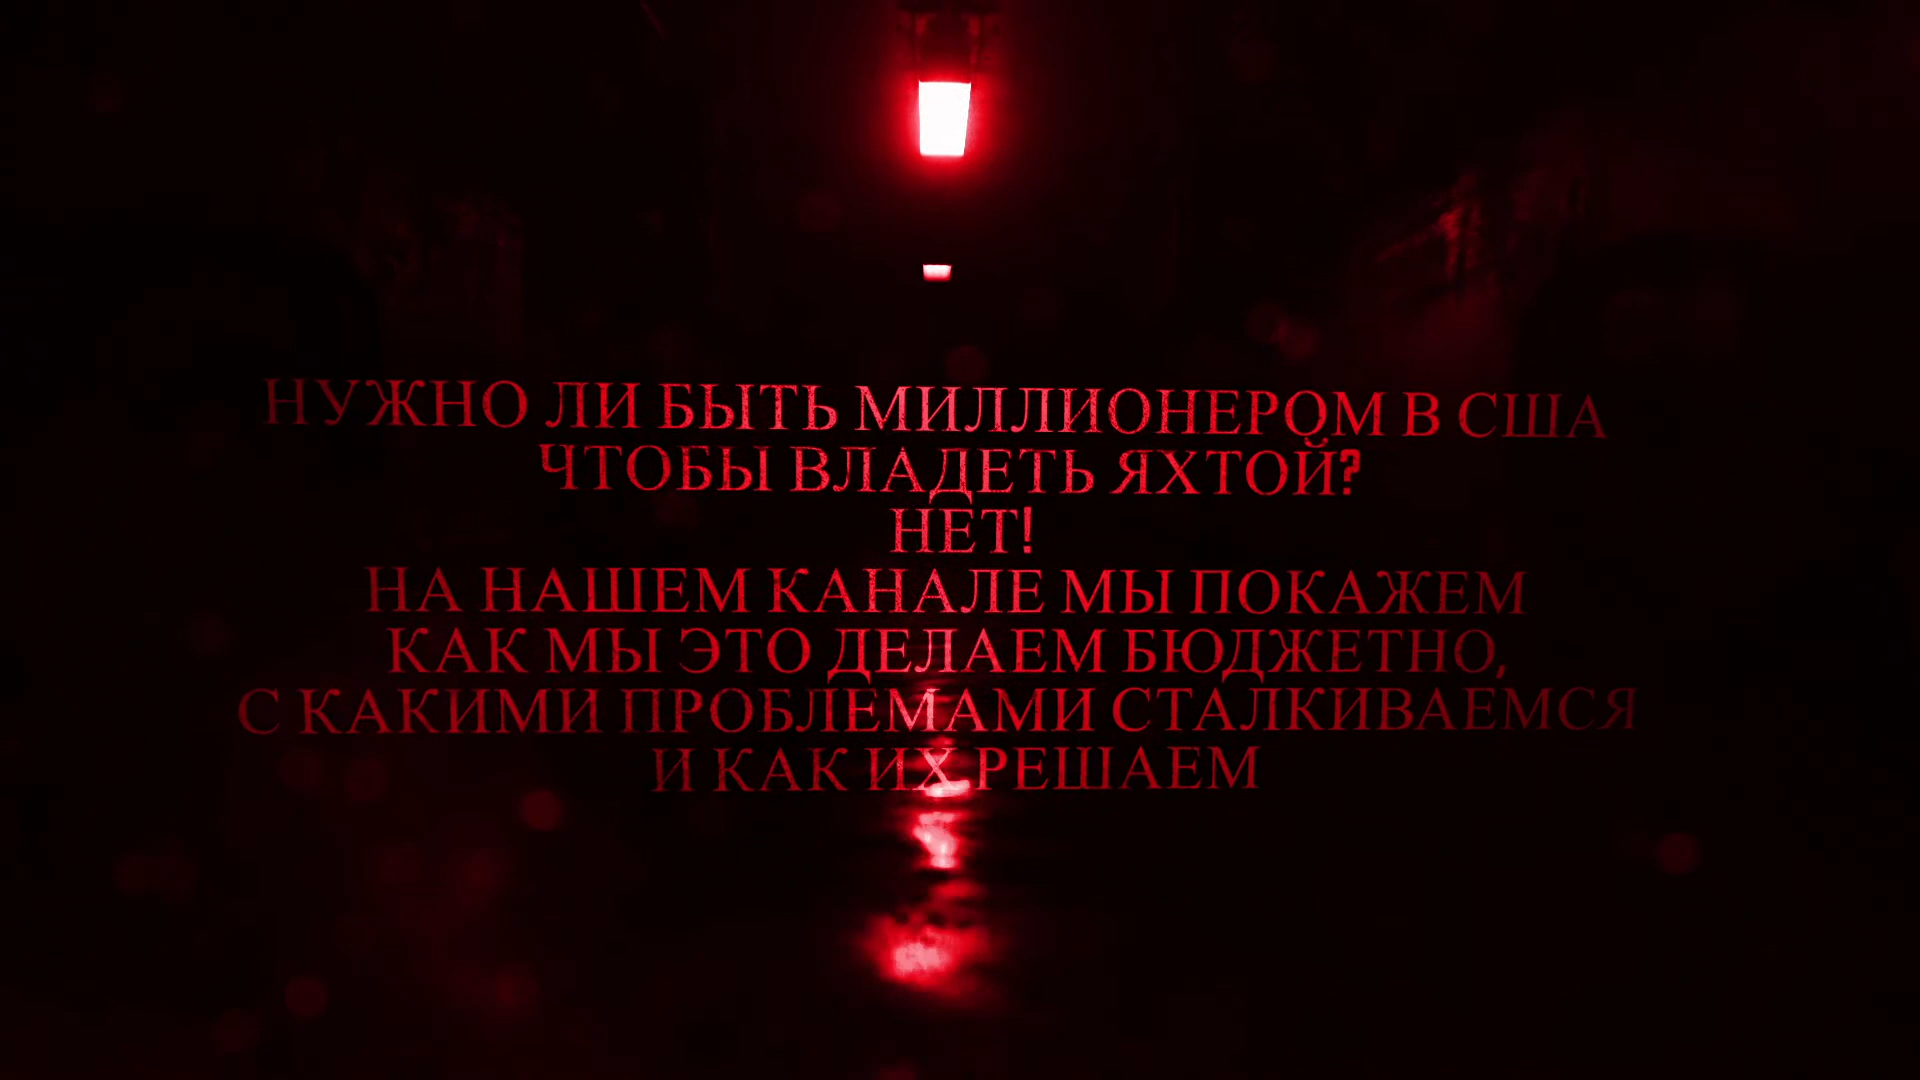 НУЖНО ЛИ БЫТЬ МИЛЛИОНЕРОМ В США
ЧТОБЫ ВЛАДЕТЬ ЯХТОЙ?
НЕТ!
НА НАШЕМ КАНАЛЕ МЫ ПОКАЖЕМ
КАК МЫ ЭТО ДЕЛАЕМ БЮДЖЕТНО,
С КАКИМИ ПРОБЛЕМАМИ СТАЛКИВАЕМСЯ
И КАК ИХ РЕШАЕМ